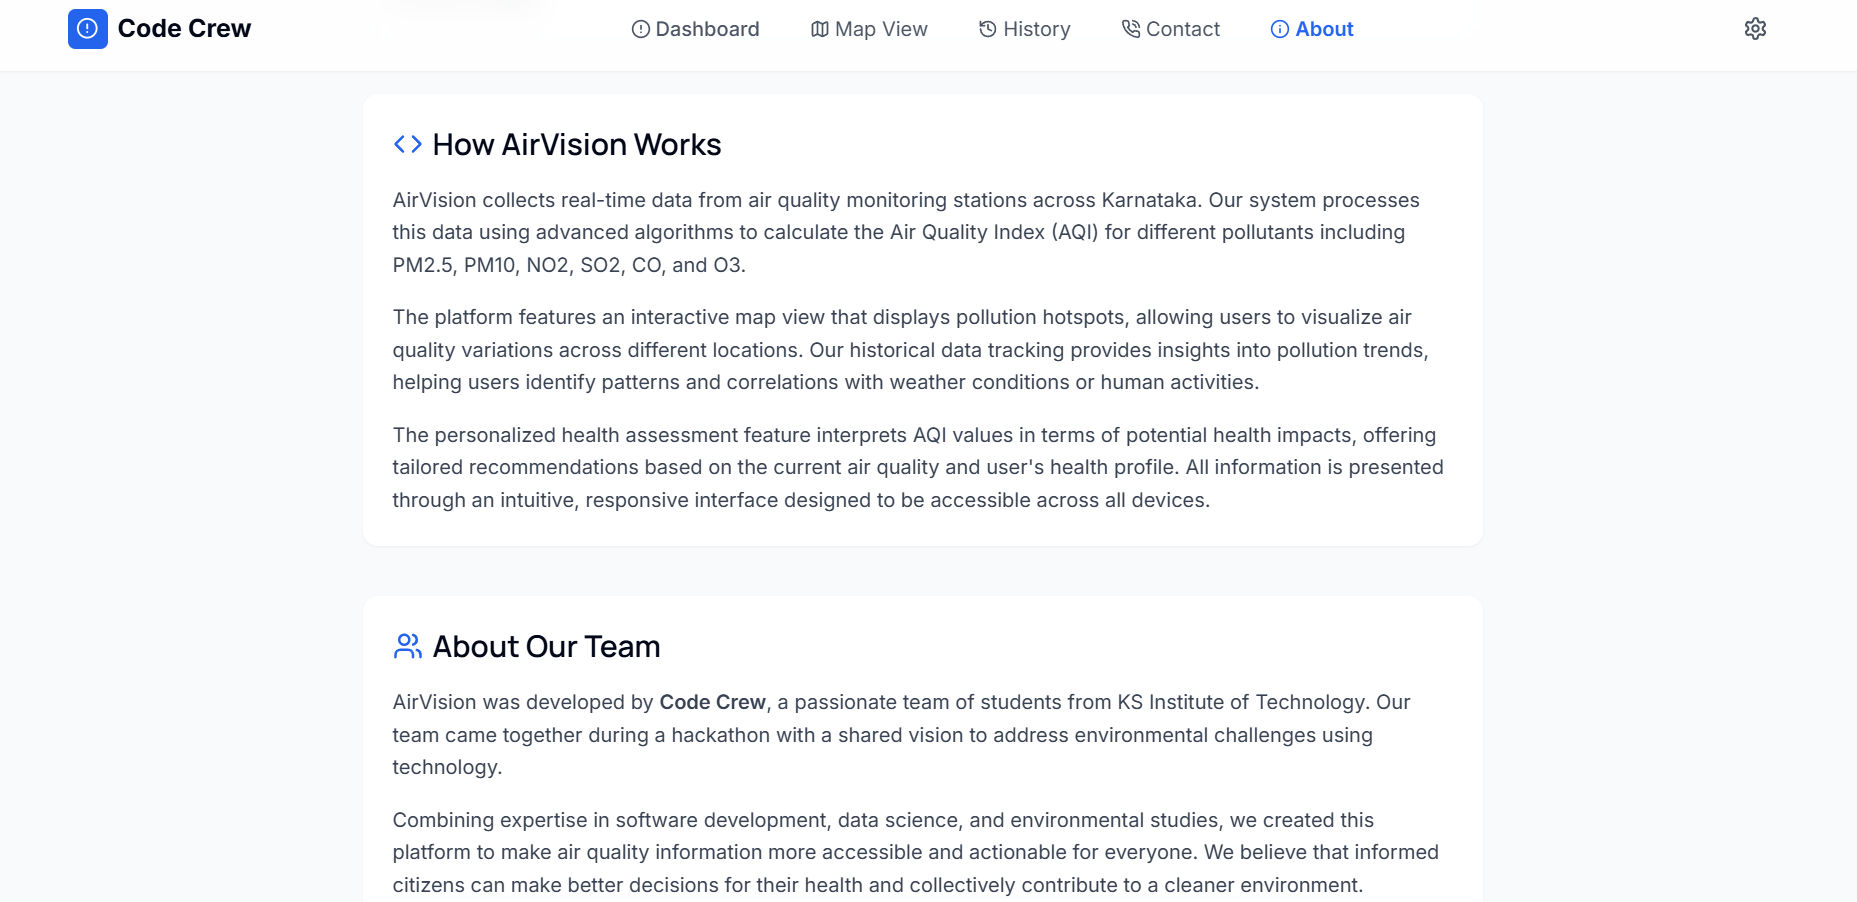 Code Crew
Dashboard
Map View
History
Contact
About
How AirVision Works
AirVision collects real-time data from air quality monitoring stations across Karnataka. Our system processes
this data using advanced algorithms to calculate the Air Quality Index (AQI) for different pollutants including
PM2.5, PM10, NO2, SO2, CO, and O3.
The platform features an interactive map view that displays pollution hotspots, allowing users to visualize air
quality variations across different locations. Our historical data tracking provides insights into pollution trends,
helping users identify patterns and correlations with weather conditions or human activities.
The personalized health assessment feature interprets AQI values in terms of potential health impacts, offering
tailored recommendations based on the current air quality and user's health profile. All information is presented
through an intuitive, responsive interface designed to be accessible across all devices.
About Our Team
AirVision was developed by Code Crew, a passionate team of students from KS Institute of Technology. Our
team came together during a hackathon with a shared vision to address environmental challenges using
technology.
Combining expertise in software development, data science, and environmental studies, we created this
platform to make air quality information more accessible and actionable for everyone. We believe that informed
citizens can make better decisions for their health and collectively contribute to a cleaner environment.